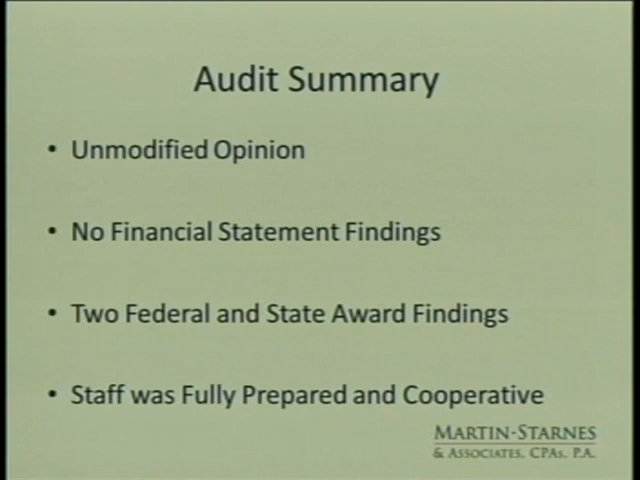 Audit Summary
• Unmodified Opinion
• No Financial Statement Findings
• Two Federal and State Award Findings
• Staff was Fully Prepared and Cooperative
MARTIN-STARNES
& ASSOCIATES, CPAs, P.A.